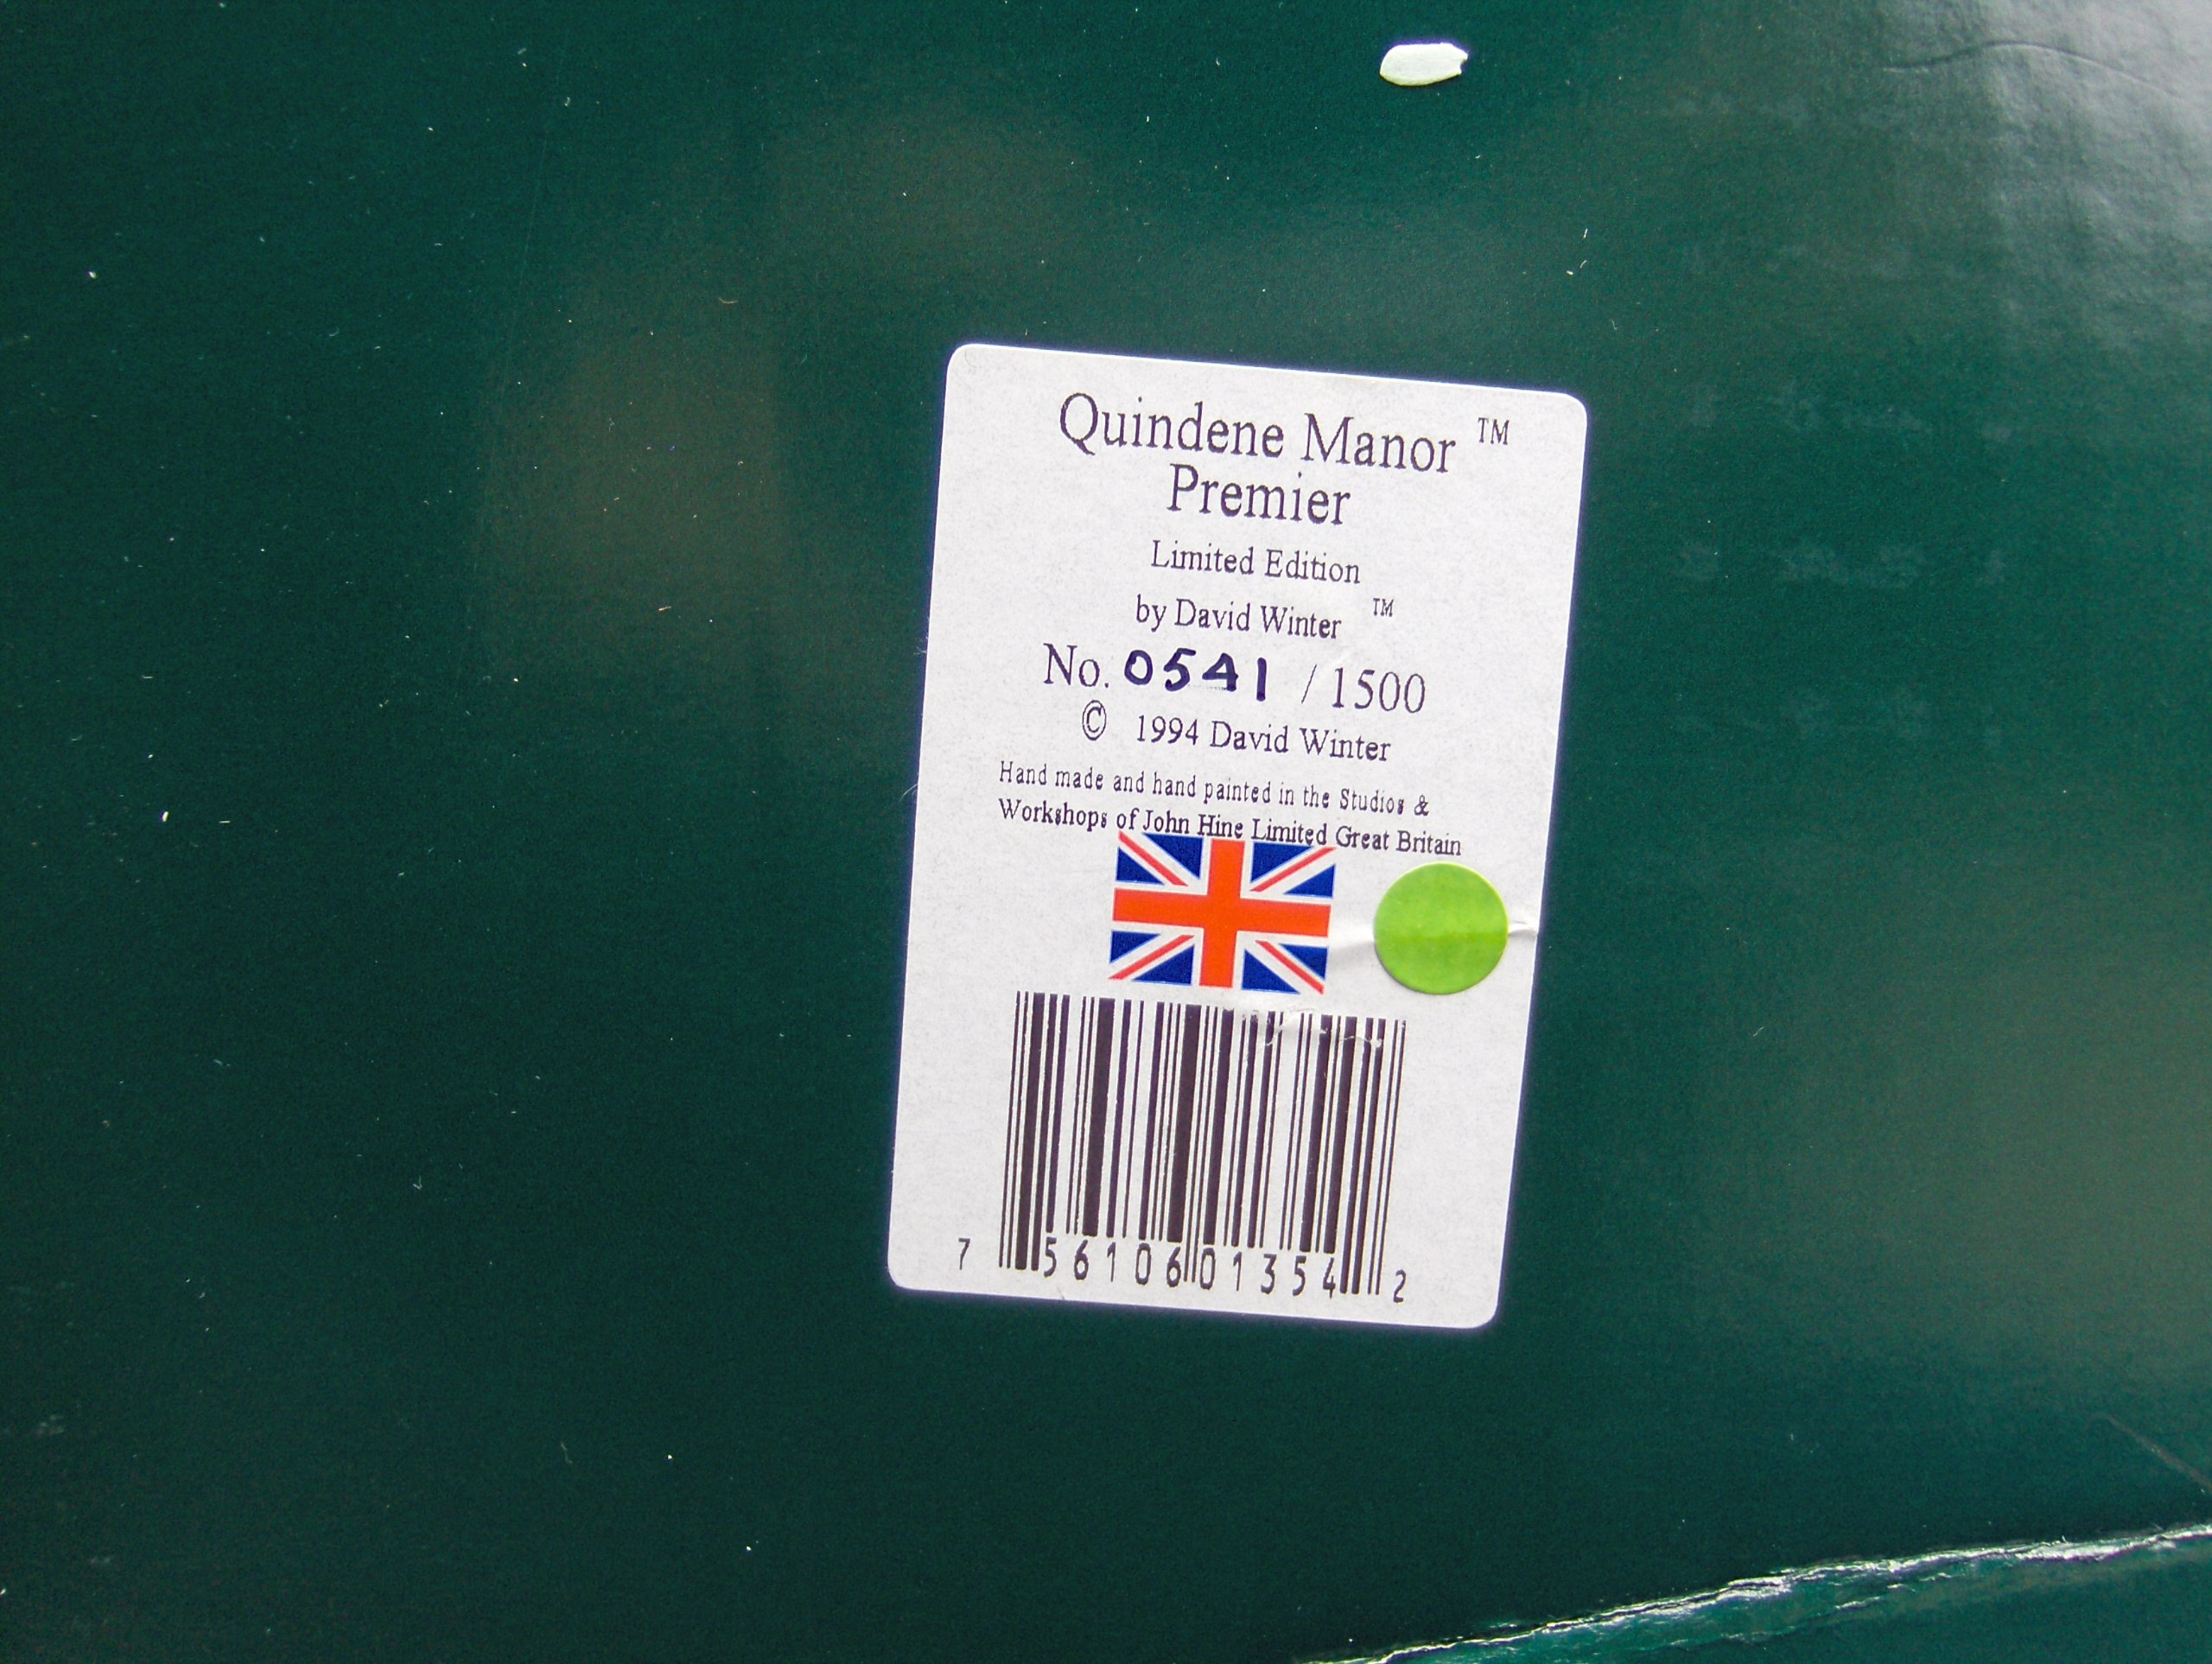 Quindene Manor ™
Premier
Limited Edition
by David Winter ™
No. 0541 / 1500
© 1994 David Winter
Hand made and hand painted in the Studios &
Workshops of John Hine Limited Great Britain
7 56106 01354 2